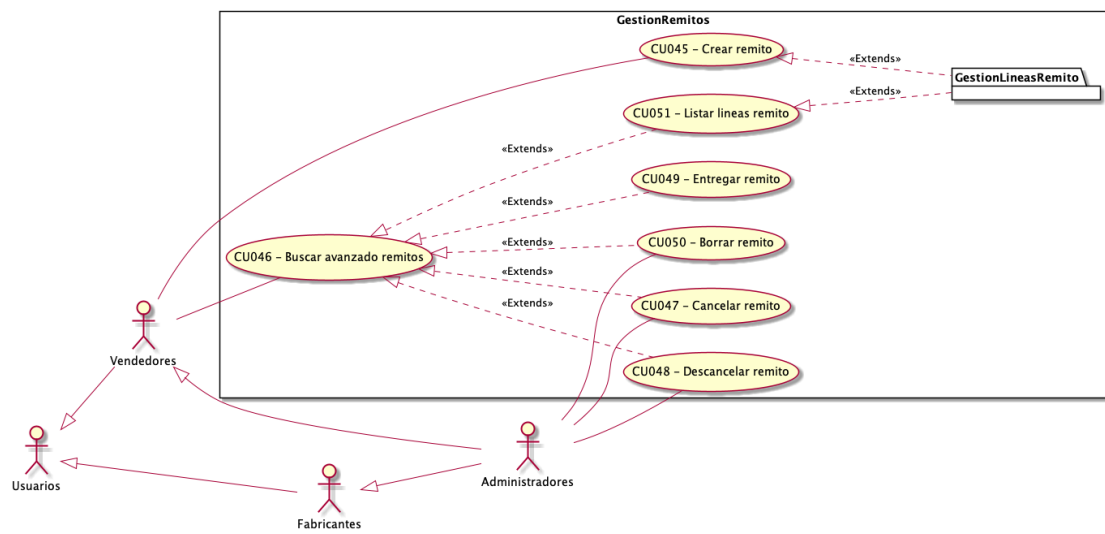 GestionRemitos
CU045 – Crear remito
«Extends»
GestionLineasRemito
«Extends»
CU051 – Listar lineas remito
«Extends»
CU049 – Entregar remito
«Extends»
CU050 – Borrar remito
«Extends»
CU046 – Buscar avanzado remitos
«Extends»
CU047 – Cancelar remito
«Extends»
CU048 – Descancelar remito
Vendedores
Usuarios
Administradores
Fabricantes